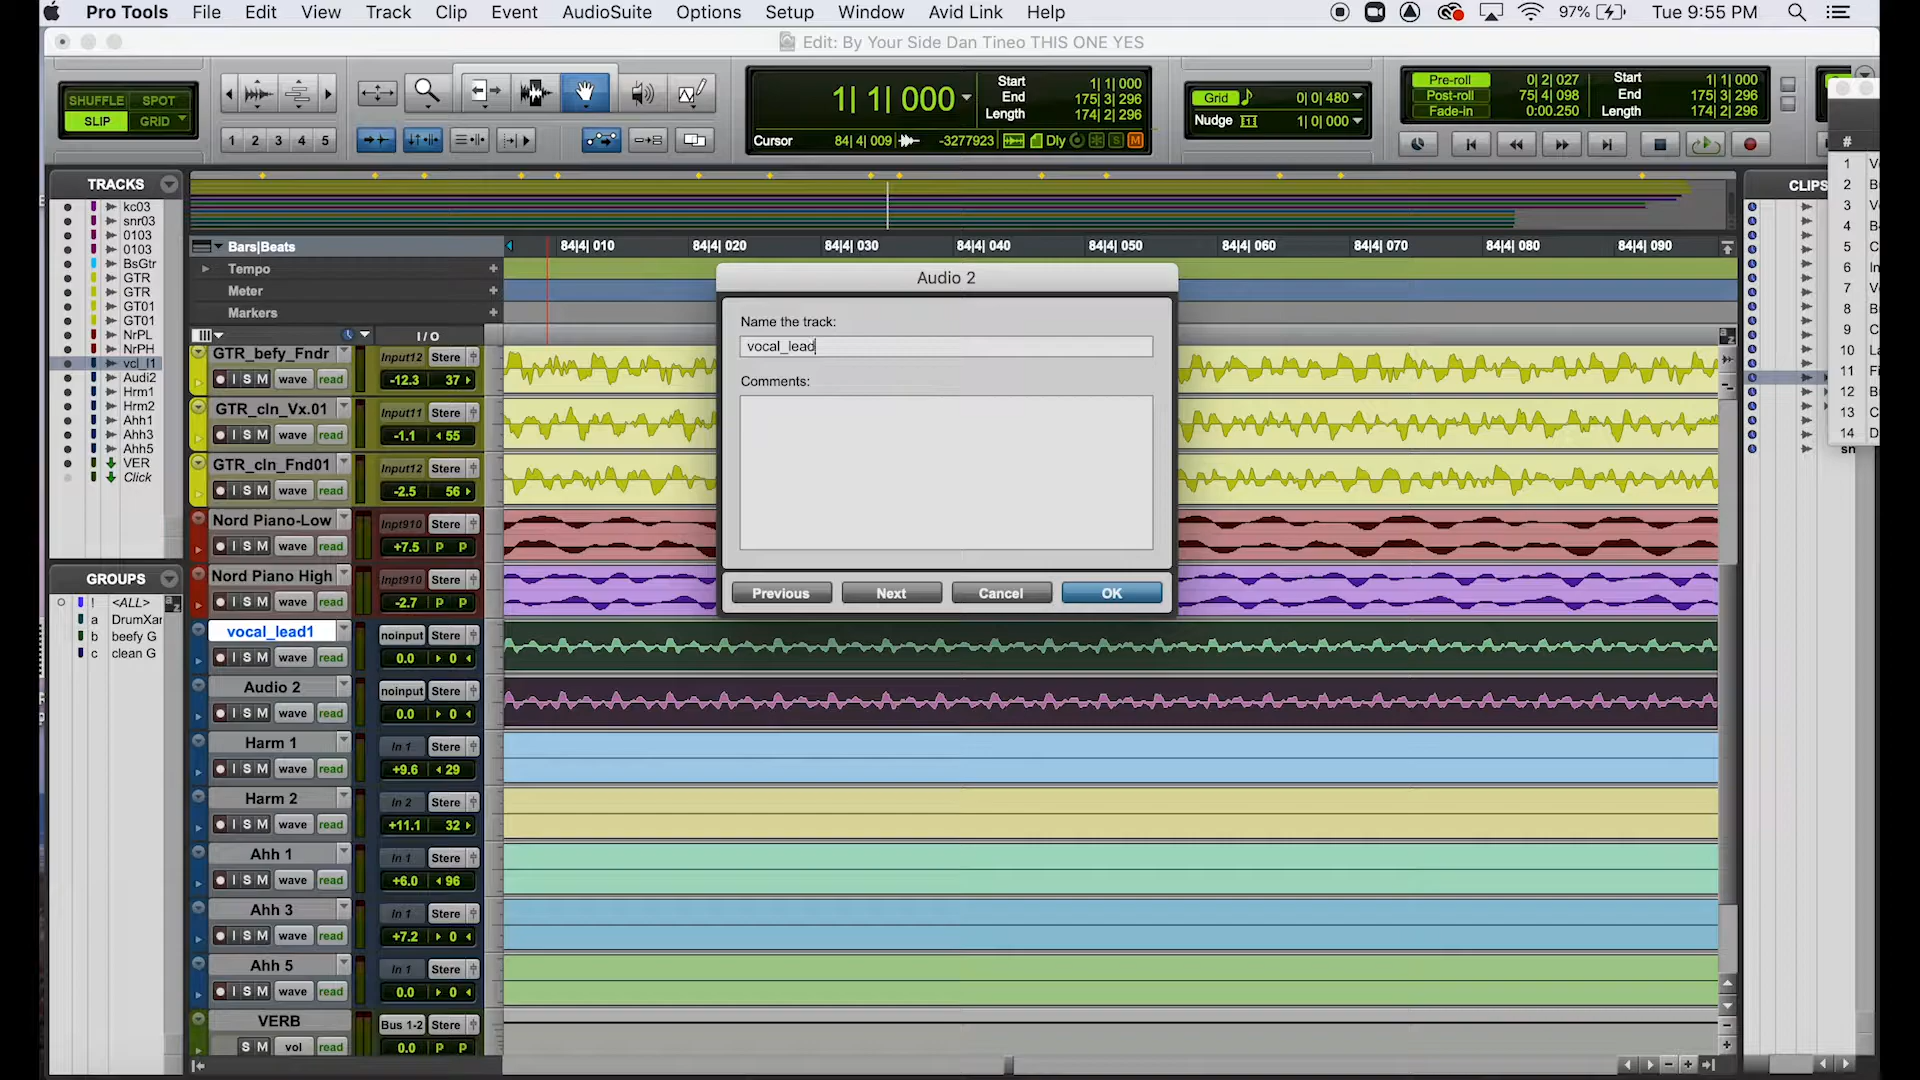 Pro Tools File Edit View Track Clip Event AudioSuite Options Setup Window Avid Link Help 97% Tue 9:55 PM
Edit: By Your Side Dan Tineo THIS ONE YES
SHUFFLE SPOT
SLIP GRID
1 2 3 4 5
1| 1| 000
Start 1| 1| 000
End 175| 3| 296
Length 174| 2| 296
Cursor 84| 4| 009 -3277923 Dly S M
Grid 0| 0| 480
Nudge 1| 0| 000
Pre-roll 0| 2| 027 Start 1| 1| 000
Post-roll 75| 4| 098 End 175| 3| 296
Fade-in 0:00.250 Length 174| 2| 296
TRACKS
kc03
snr03
0103
0103
BsGtr
GTR
GTR
GT01
GT01
NrPL
NrPH
vcl_l1
Audi2
Hrm1
Hrm2
Ahh1
Ahh3
Ahh5
VER
Click
GROUPS
! <ALL>
a DrumXar
b beefy G
c clean G
Bars|Beats 84|4| 010 84|4| 020 84|4| 030 84|4| 040 84|4| 050 84|4| 060 84|4| 070 84|4| 080 84|4| 090
Tempo
Meter
Markers
I / O
GTR_befy_Fndr Input12 Stere
I S M wave read -12.3 37
GTR_cln_Vx.01 Input11 Stere
I S M wave read -1.1 55
GTR_cln_Fnd01 Input12 Stere
I S M wave read -2.5 56
Nord Piano-Low Inpt910 Stere
I S M wave read +7.5 P P
Nord Piano High Inpt910 Stere
I S M wave read -2.7 P P
vocal_lead1 noinput Stere
I S M wave read 0.0 0
Audio 2 noinput Stere
I S M wave read 0.0 0
Harm 1 In 1 Stere
I S M wave read +9.6 29
Harm 2 In 2 Stere
I S M wave read +11.1 32
Ahh 1 In 1 Stere
I S M wave read +6.0 96
Ahh 3 In 1 Stere
I S M wave read +7.2 0
Ahh 5 In 1 Stere
I S M wave read 0.0 0
VERB Bus 1-2 Stere
S M vol read 0.0 P P
Audio 2
Name the track:
vocal_lead
Comments:
Previous Next Cancel OK
CLIPS
#
1 V
2 B
3 V
4 B
5 C
6 In
7 V
8 B
9 C
10 La
11 Fi
12 B
13 C
14 D
sn